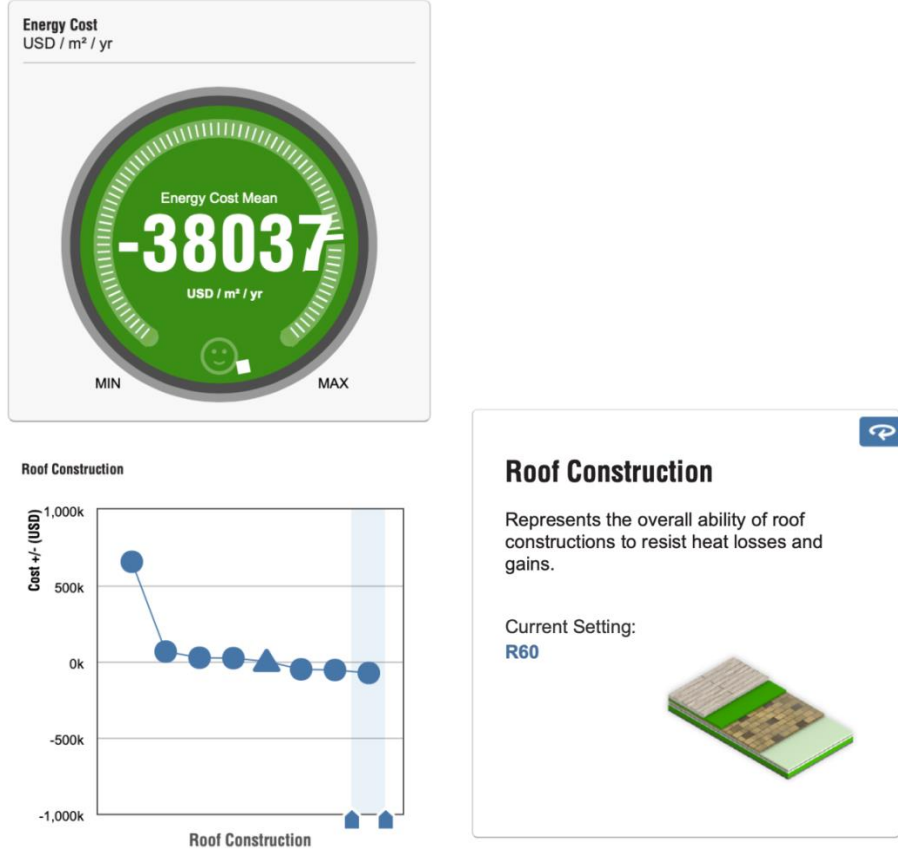 Energy Cost
USD / m² / yr
Energy Cost Mean
-38037
USD / m² / yr
MIN
MAX
Roof Construction
Cost +/- (USD)
1,000k
500k
0k
-500k
-1,000k
Roof Construction
Roof Construction
Represents the overall ability of roof
constructions to resist heat losses and
gains.
Current Setting:
R60